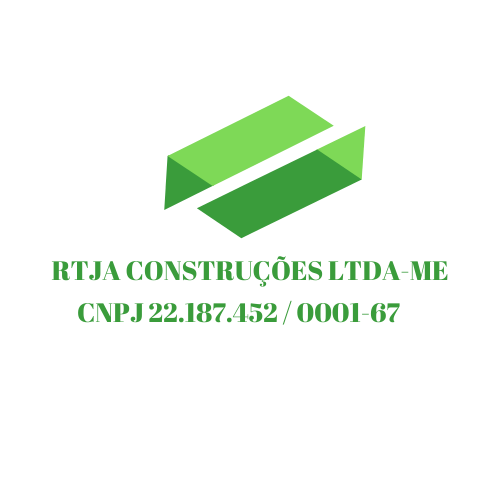 RTJA CONSTRUÇÕES LTDA-ME
CNPJ 22.187.452 / 0001-67